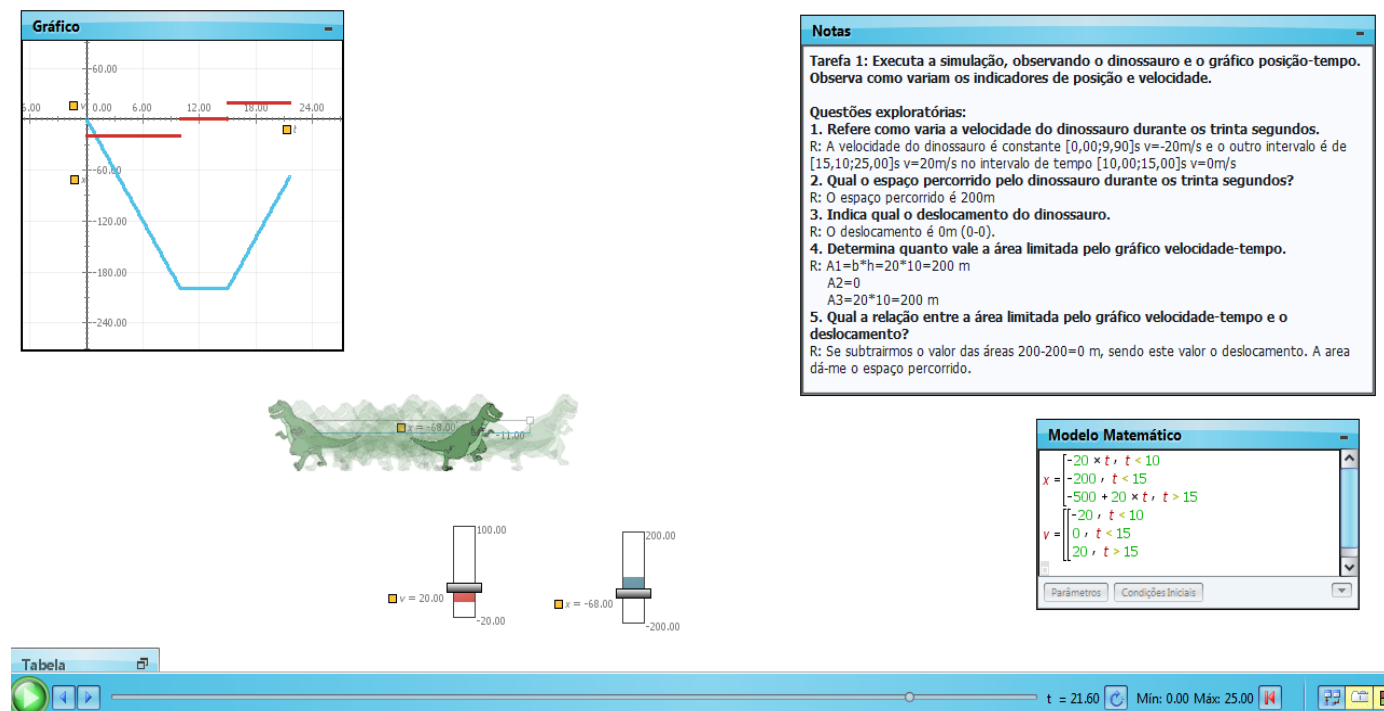 Gráfico
60.00
6.00
v
0.00
6.00
12.00
18.00
24.00
t
-60.00
x
-120.00
-180.00
-240.00
Notas
Tarefa 1: Executa a simulação, observando o dinossauro e o gráfico posição-tempo.
Observa como variam os indicadores de posição e velocidade.
Questões exploratórias:
1. Refere como varia a velocidade do dinossauro durante os trinta segundos.
R: A velocidade do dinossauro é constante [0,00;9,90]s v=-20m/s e o outro intervalo é de
[15,10;25,00]s v=20m/s no intervalo de tempo [10,00;15,00]s v=0m/s
2. Qual o espaço percorrido pelo dinossauro durante os trinta segundos?
R: O espaço percorrido é 200m
3. Indica qual o deslocamento do dinossauro.
R: O deslocamento é 0m (0-0).
4. Determina quanto vale a área limitada pelo gráfico velocidade-tempo.
R: A1=b*h=20*10=200 m
A2=0
A3=20*10=200 m
5. Qual a relação entre a área limitada pelo gráfico velocidade-tempo e o
deslocamento?
R: Se subtrairmos o valor das áreas 200-200=0 m, sendo este valor o deslocamento. A area
dá-me o espaço percorrido.
x = -68.00
-11.00
Modelo Matemático
-20 × t , t < 10
x = -200 , t < 15
-500 + 20 × t , t > 15
-20 , t < 10
v = 0 , t < 15
20 , t > 15
Parâmetros
Condições Iniciais
100.00
v = 20.00
-20.00
200.00
x = -68.00
-200.00
Tabela
t = 21.60
Mín: 0.00 Máx: 25.00